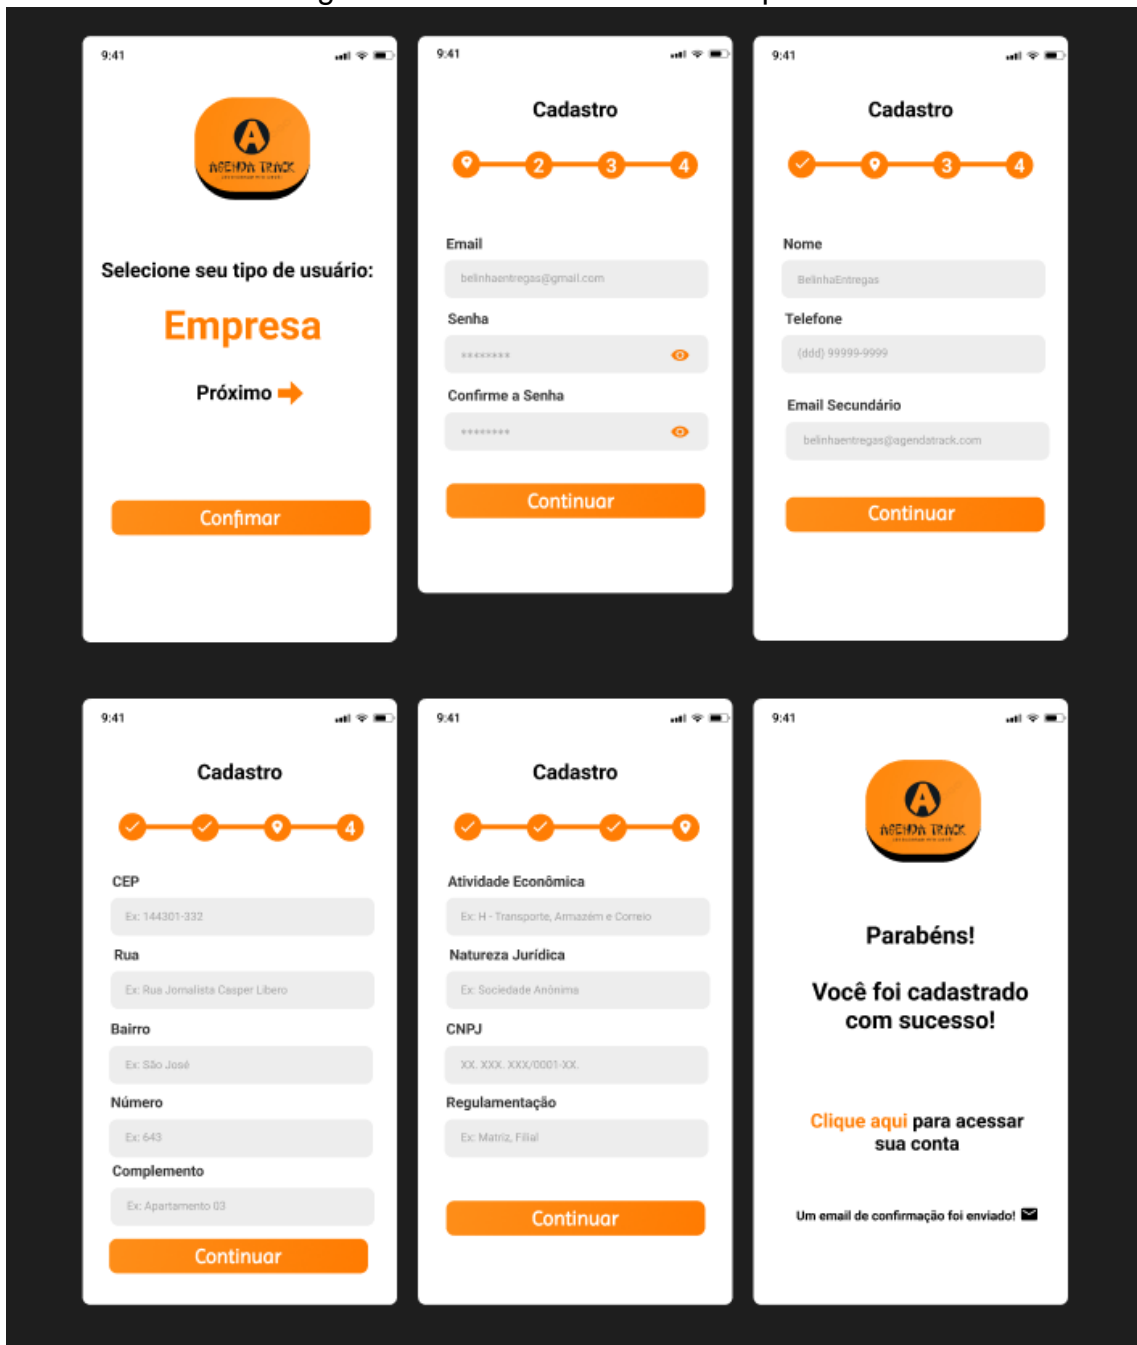 9:41
AGENDA TRACK
Selecione seu tipo de usuário:
Empresa
Próximo
Confimar
9:41
Cadastro
2 3 4
Email
belinhaentregas@gmail.com
Senha
********
Confirme a Senha
********
Continuar
9:41
Cadastro
3 4
Nome
BelinhaEntregas
Telefone
(ddd) 99999-9999
Email Secundário
belinhaentregas@agendatrack.com
Continuar
9:41
Cadastro
4
CEP
Ex: 144301-332
Rua
Ex: Rua Jornalista Casper Líbero
Bairro
Ex: São José
Número
Ex: 643
Complemento
Ex: Apartamento 03
Continuar
9:41
Cadastro
Atividade Econômica
Ex: H - Transporte, Armazém e Correio
Natureza Jurídica
Ex: Sociedade Anônima
CNPJ
XX. XXX. XXX/0001-XX.
Regulamentação
Ex: Matriz, Filial
Continuar
9:41
AGENDA TRACK
Parabéns!
Você foi cadastrado
com sucesso!
Clique aqui para acessar
sua conta
Um email de confirmação foi enviado!